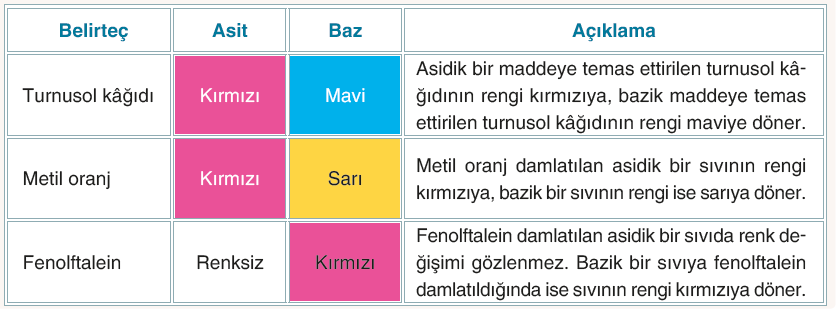 Belirteç Asit Baz Açıklama
Turnusol kâğıdı Kırmızı Mavi
Asidik bir maddeye temas ettirilen turnusol kâ-
ğıdının rengi kırmızıya, bazik maddeye temas
ettirilen turnusol kâğıdının rengi maviye döner.
Metil oranj Kırmızı Sarı
Metil oranj damlatılan asidik bir sıvının rengi
kırmızıya, bazik bir sıvının rengi ise sarıya döner.
Fenolftalein Renksiz Kırmızı
Fenolftalein damlatılan asidik bir sıvıda renk de-
ğişimi gözlenmez. Bazik bir sıvıya fenolftalein
damlatıldığında ise sıvının rengi kırmızıya döner.